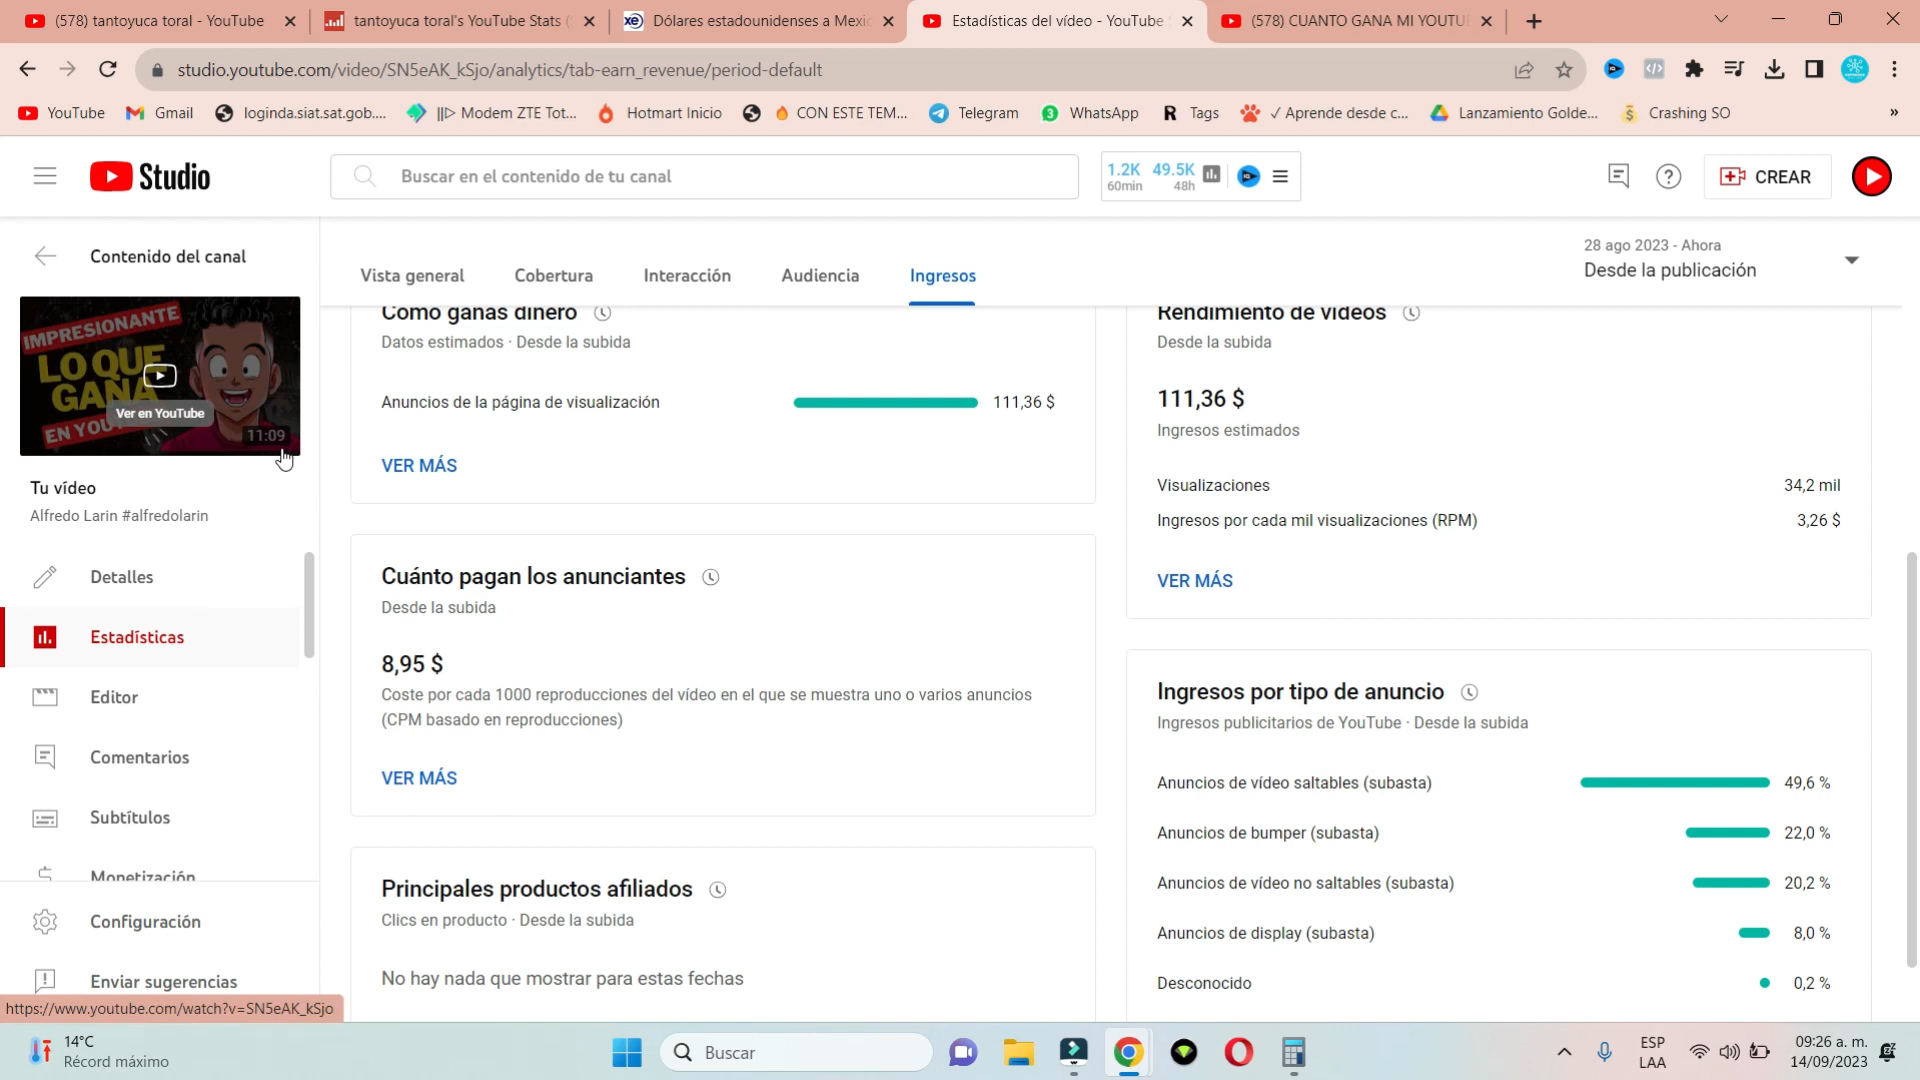 (578) tantoyuca toral - YouTube
tantoyuca toral's YouTube Stats (
Dólares estadounidenses a Mexic
Estadísticas del vídeo - YouTube S
(578) CUANTO GANA MI YOUTU
studio.youtube.com/video/SN5eAK_kSjo/analytics/tab-earn_revenue/period-default
YouTube
Gmail
loginda.siat.sat.gob....
||▷ Modem ZTE Tot...
Hotmart Inicio
CON ESTE TEM...
Telegram
WhatsApp
Tags
✓ Aprende desde c...
Lanzamiento Golde...
Crashing SO
»
Studio
Buscar en el contenido de tu canal
1.2K 49.5K
60min 48h
CREAR
Contenido del canal
IMPRESIONANTE
LO QUE
GANA
EN YOU
Ver en YouTube
11:09
Tu vídeo
Alfredo Larin #alfredolarin
Detalles
Estadísticas
Editor
Comentarios
Subtítulos
Monetización
Configuración
Enviar sugerencias
https://www.youtube.com/watch?v=SN5eAK_kSjo
Vista general
Cobertura
Interacción
Audiencia
Ingresos
28 ago 2023 - Ahora
Desde la publicación
Cómo ganas dinero
Datos estimados · Desde la subida
Anuncios de la página de visualización 111,36 $
VER MÁS
Cuánto pagan los anunciantes
Desde la subida
8,95 $
Coste por cada 1000 reproducciones del vídeo en el que se muestra uno o varios anuncios
(CPM basado en reproducciones)
VER MÁS
Principales productos afiliados
Clics en producto · Desde la subida
No hay nada que mostrar para estas fechas
Rendimiento de vídeos
Desde la subida
111,36 $
Ingresos estimados
Visualizaciones 34,2 mil
Ingresos por cada mil visualizaciones (RPM) 3,26 $
VER MÁS
Ingresos por tipo de anuncio
Ingresos publicitarios de YouTube · Desde la subida
Anuncios de vídeo saltables (subasta) 49,6 %
Anuncios de bumper (subasta) 22,0 %
Anuncios de vídeo no saltables (subasta) 20,2 %
Anuncios de display (subasta) 8,0 %
Desconocido 0,2 %
14°C
Récord máximo
Buscar
ESP
LAA
09:26 a. m.
14/09/2023